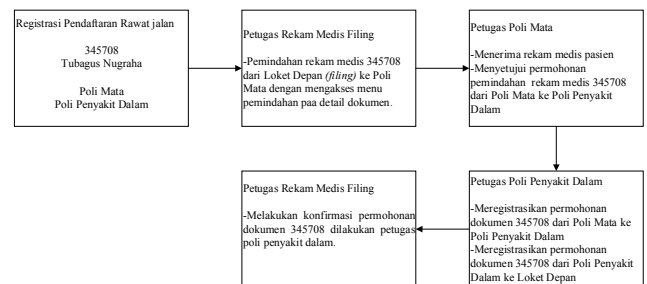 Registrasi Pendaftaran Rawat jalan
345708
Tubagus Nugraha
Poli Mata
Poli Penyakit Dalam
Petugas Rekam Medis Filing
-Pemindahan rekam medis 345708
dari Loket Depan (filing) ke Poli
Mata dengan mengakses menu
pemindahan paa detail dokumen.
Petugas Poli Mata
-Menerima rekam medis pasien
-Menyetujui permohonan
pemindahan rekam medis 345708
dari Poli Mata ke Poli Penyakit
Dalam
Petugas Poli Penyakit Dalam
-Meregistrasikan permohonan
dokumen 345708 dari Poli Mata ke
Poli Penyakit Dalam
-Meregistrasikan permohonan
dokumen 345708 dari Poli Penyakit
Dalam ke Loket Depan
Petugas Rekam Medis Filing
-Melakukan konfirmasi permohonan
dokumen 345708 dilakukan petugas
poli penyakit dalam.